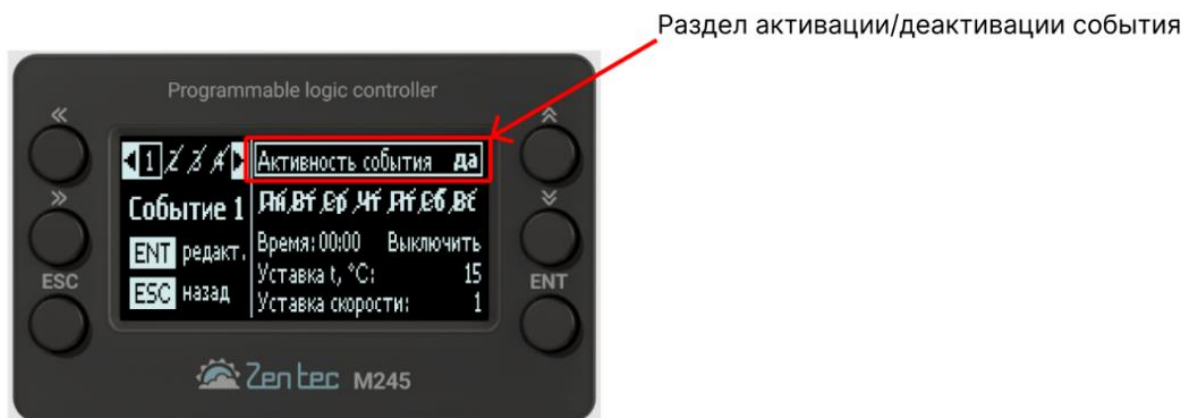 Раздел активации/деактивации события
Programmable logic controller
1 2 3 4 Активность события да
Событие 1 Пн,Вт,Ср,Чт,Пт,Сб,Вс
ENT редакт. Время: 00:00 Выключить
ESC назад Уставка t, °C: 15
Уставка скорости: 1
ESC
ENT
Zentec M245